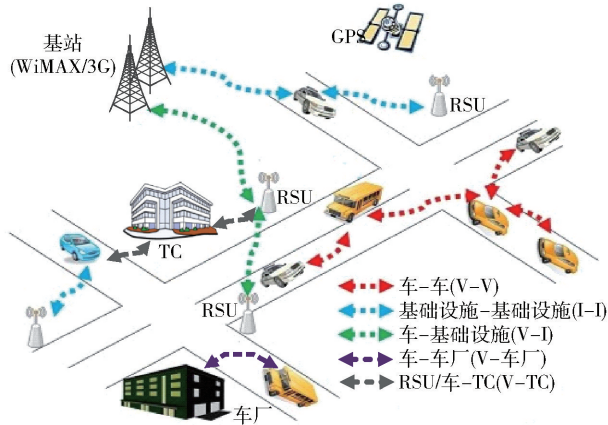 GPS
基站
(WiMAX/3G)
RSU
RSU
TC
RSU
车-车(V-V)
基础设施-基础设施(I-I)
车-基础设施(V-I)
车-车厂(V-车厂)
RSU/车-TC(V-TC)
车厂